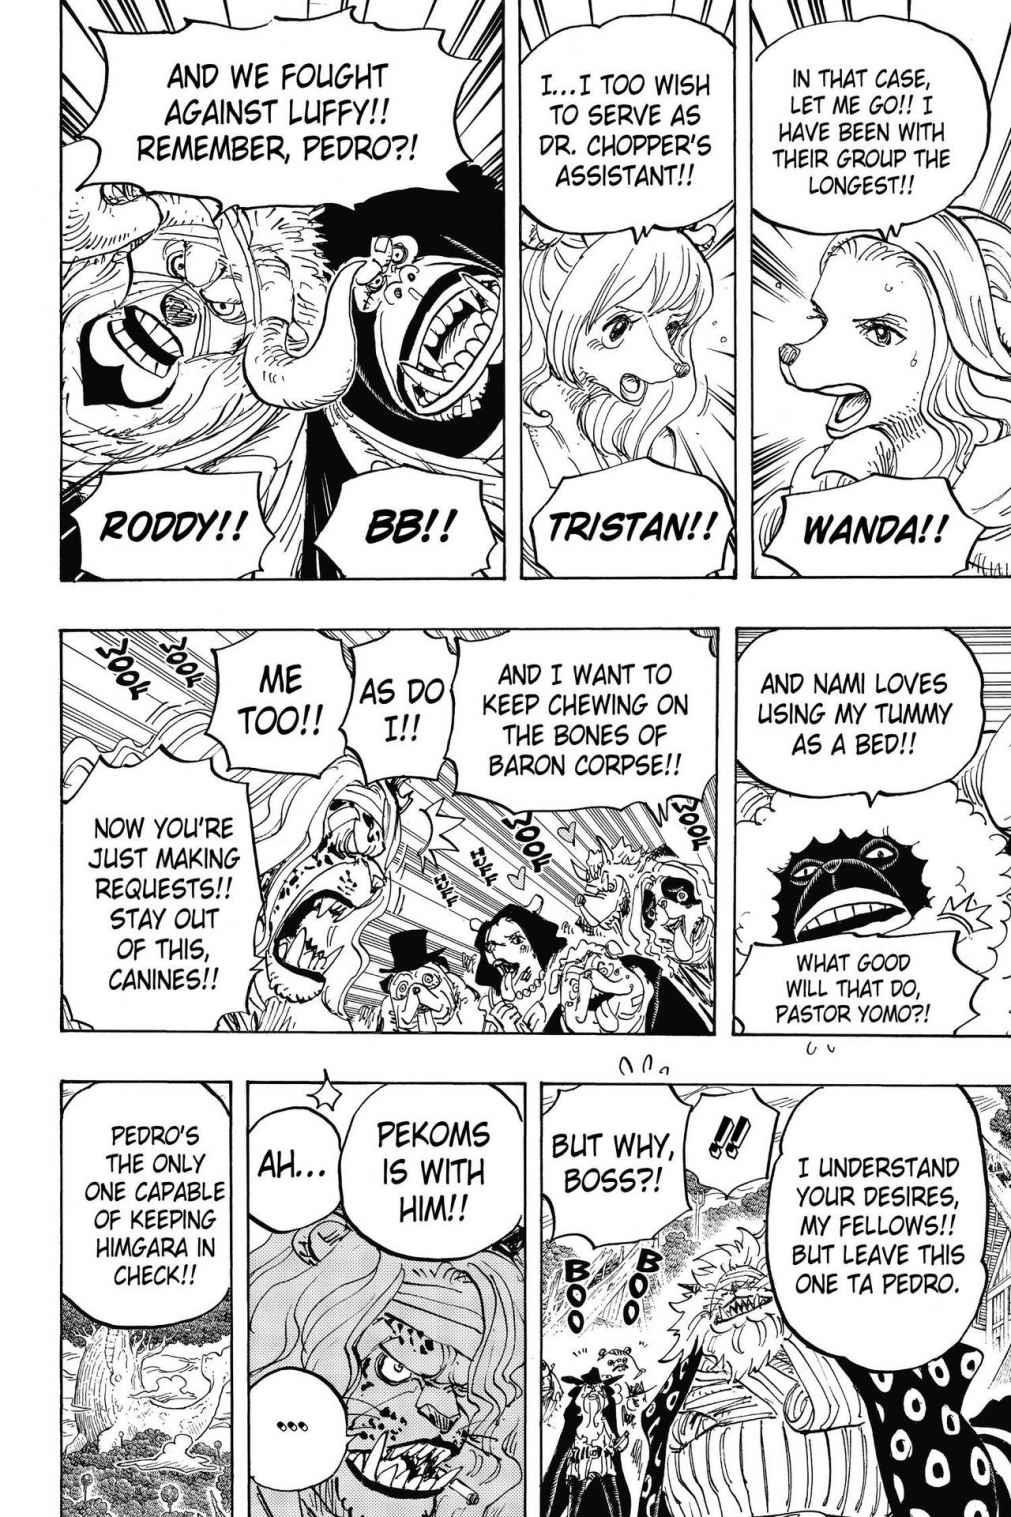 IN THAT CASE,
LET ME GO!! I
HAVE BEEN WITH
THEIR GROUP THE
LONGEST!!
WANDA!!
I...I TOO WISH
TO SERVE AS
DR. CHOPPER'S
ASSISTANT!!
TRISTAN!!
AND WE FOUGHT
AGAINST LUFFY!!
REMEMBER, PEDRO?!
BB!!
RODDY!!
AND NAMI LOVES
USING MY TUMMY
AS A BED!!
WHAT GOOD
WILL THAT DO,
PASTOR YOMO?!
AND I WANT TO
KEEP CHEWING ON
THE BONES OF
BARON CORPSE!!
AS DO
I!!
ME
TOO!!
WOOF
WOOF
WOOF
WOOF
HUFF
HUFF
NOW YOU'RE
JUST MAKING
REQUESTS!!
STAY OUT
OF THIS,
CANINES!!
I UNDERSTAND
YOUR DESIRES,
MY FELLOWS!!
BUT LEAVE THIS
ONE TA PEDRO.
!!
BUT WHY,
BOSS?!
BOO
BOO
PEKOMS
IS WITH
HIM!!
AH...
...
PEDRO'S
THE ONLY
ONE CAPABLE
OF KEEPING
HIMGARA IN
CHECK!!